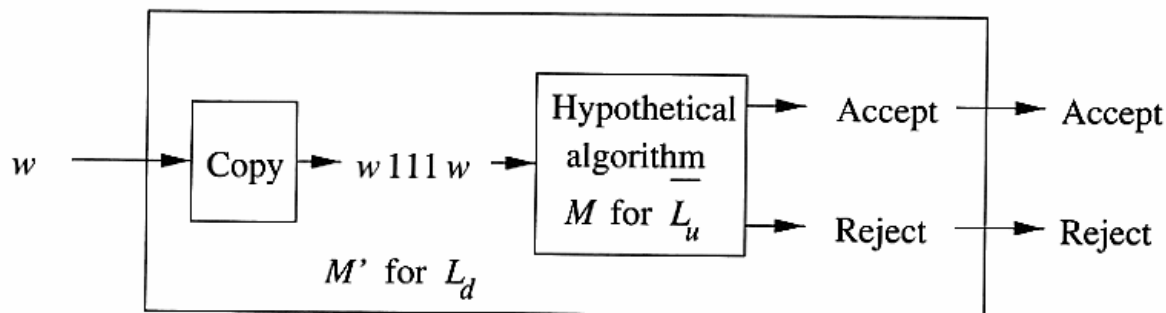 w
Copy
w 111 w
Hypothetical
algorithm
M for L̅u
Accept
Accept
Reject
Reject
M' for Ld